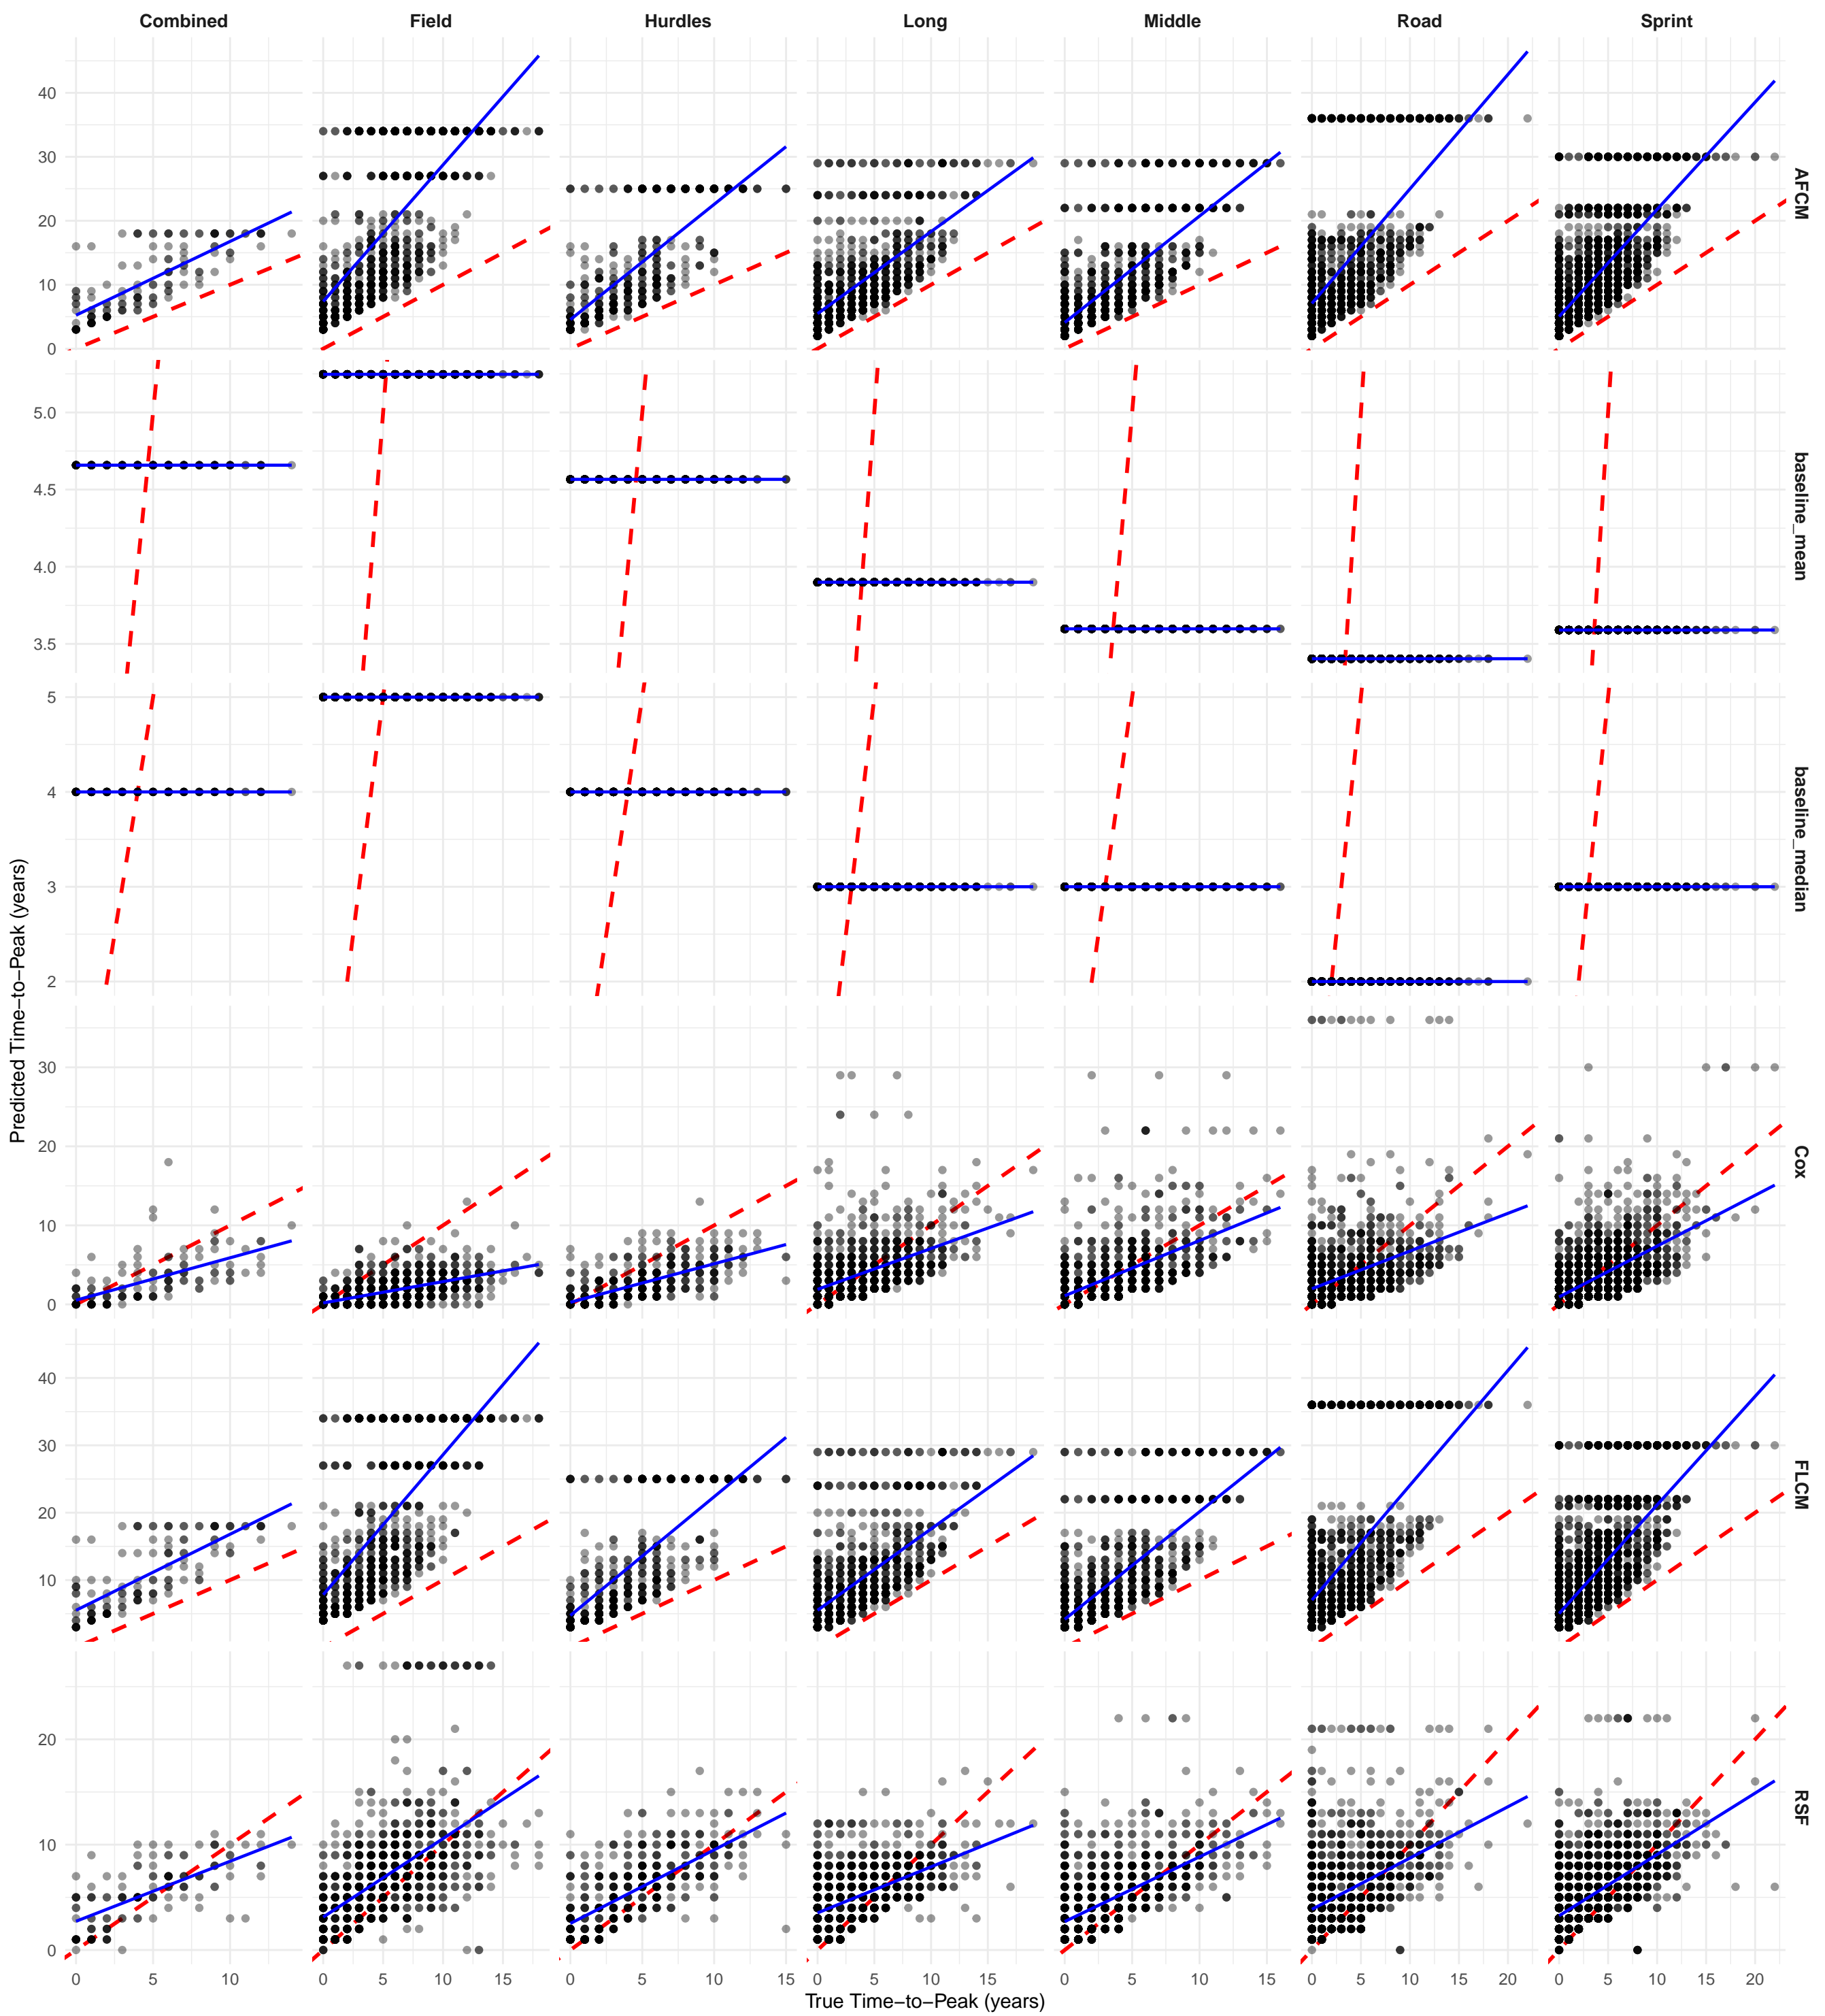 Combined Field Hurdles Long Middle Road Sprint
40
30
20
10
0
AFCM
5.0
4.5
4.0
3.5
baseline_mean
5
4
3
2
baseline_median
Predicted Time−to−Peak (years)
30
20
10
0
Cox
40
30
20
10
FLCM
20
10
0
RSF
0 5 10 0 5 10 15 0 5 10 15 0 5 10 15 0 5 10 15 0 5 10 15 20 0 5 10 15 20
True Time−to−Peak (years)